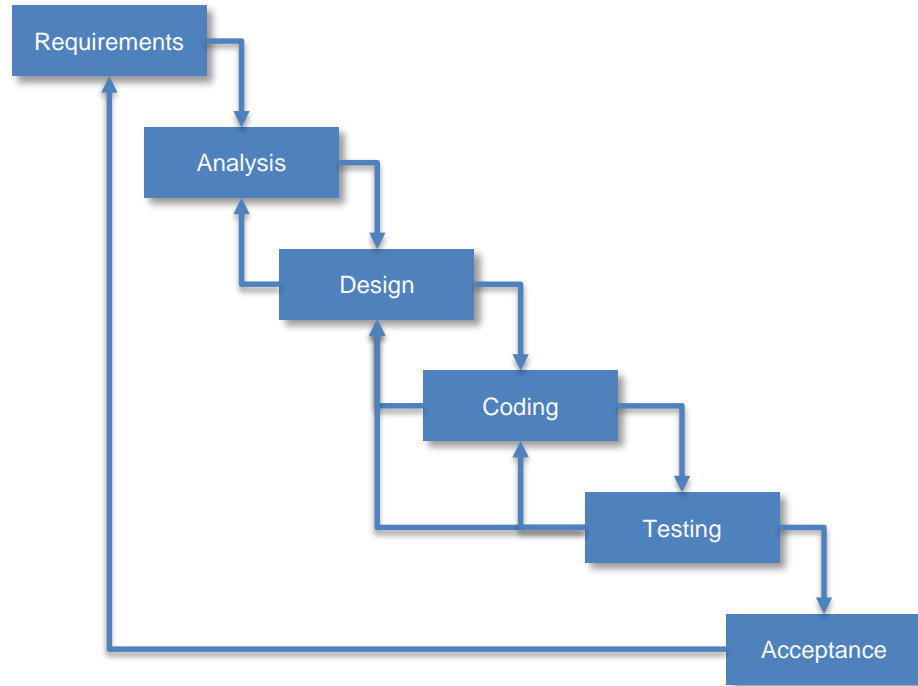 Requirements
Analysis
Design
Coding
Testing
Acceptance